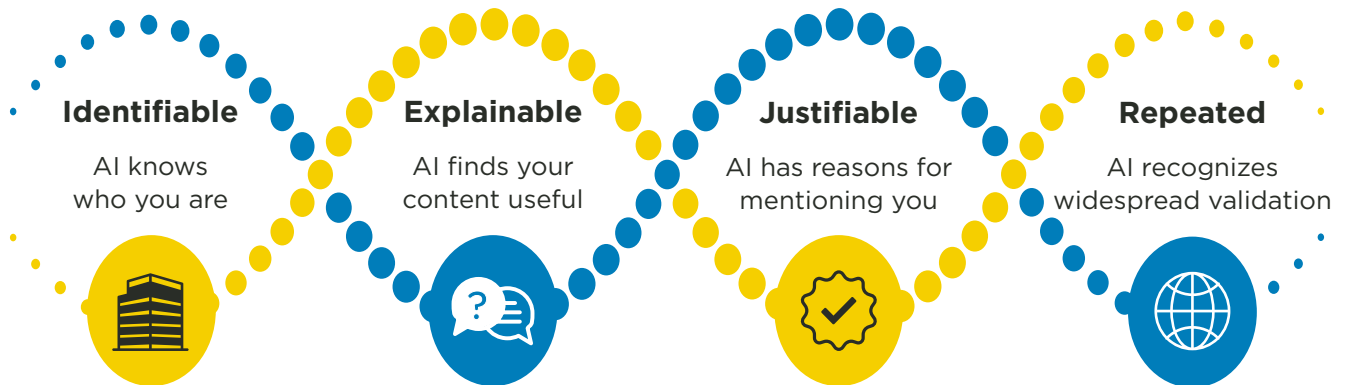 Identifiable
AI knows
who you are
Explainable
AI finds your
content useful
Justifiable
AI has reasons for
mentioning you
Repeated
AI recognizes
widespread validation
?